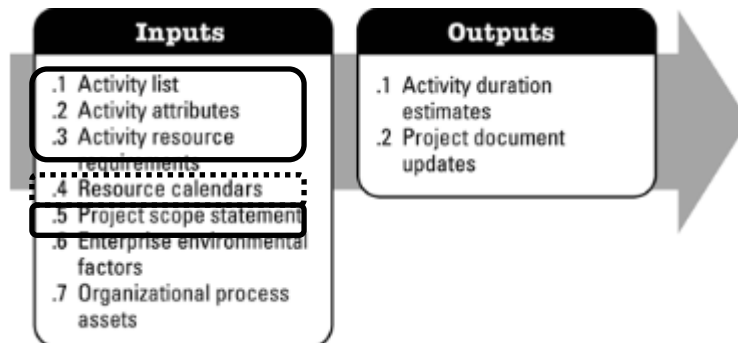 Inputs
.1 Activity list
.2 Activity attributes
.3 Activity resource
requirements
.4 Resource calendars
.5 Project scope statement
.6 Enterprise environmental
factors
.7 Organizational process
assets
Outputs
.1 Activity duration
estimates
.2 Project document
updates